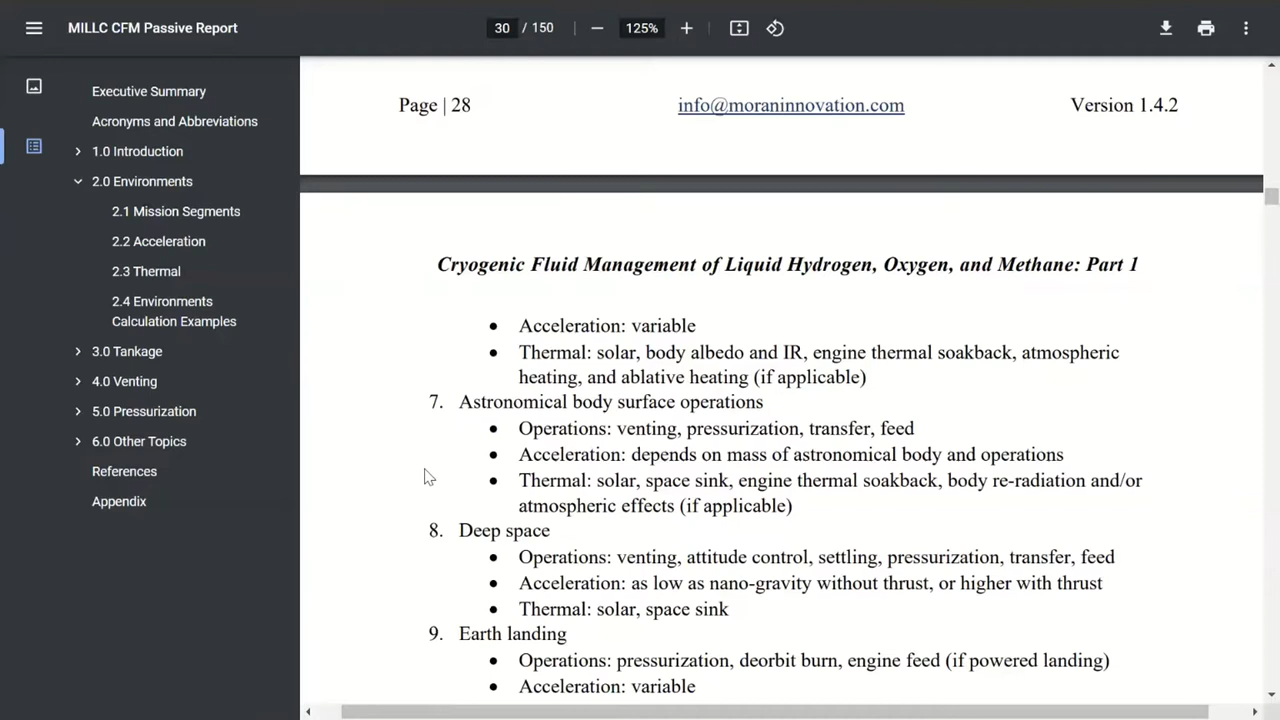 MILLC CFM Passive Report
30 / 150
125%
Executive Summary
Acronyms and Abbreviations
1.0 Introduction
2.0 Environments
2.1 Mission Segments
2.2 Acceleration
2.3 Thermal
2.4 Environments
Calculation Examples
3.0 Tankage
4.0 Venting
5.0 Pressurization
6.0 Other Topics
References
Appendix
Page | 28 info@moraninnovation.com Version 1.4.2
Cryogenic Fluid Management of Liquid Hydrogen, Oxygen, and Methane: Part 1
• Acceleration: variable
• Thermal: solar, body albedo and IR, engine thermal soakback, atmospheric
heating, and ablative heating (if applicable)
7. Astronomical body surface operations
• Operations: venting, pressurization, transfer, feed
• Acceleration: depends on mass of astronomical body and operations
• Thermal: solar, space sink, engine thermal soakback, body re-radiation and/or
atmospheric effects (if applicable)
8. Deep space
• Operations: venting, attitude control, settling, pressurization, transfer, feed
• Acceleration: as low as nano-gravity without thrust, or higher with thrust
• Thermal: solar, space sink
9. Earth landing
• Operations: pressurization, deorbit burn, engine feed (if powered landing)
• Acceleration: variable